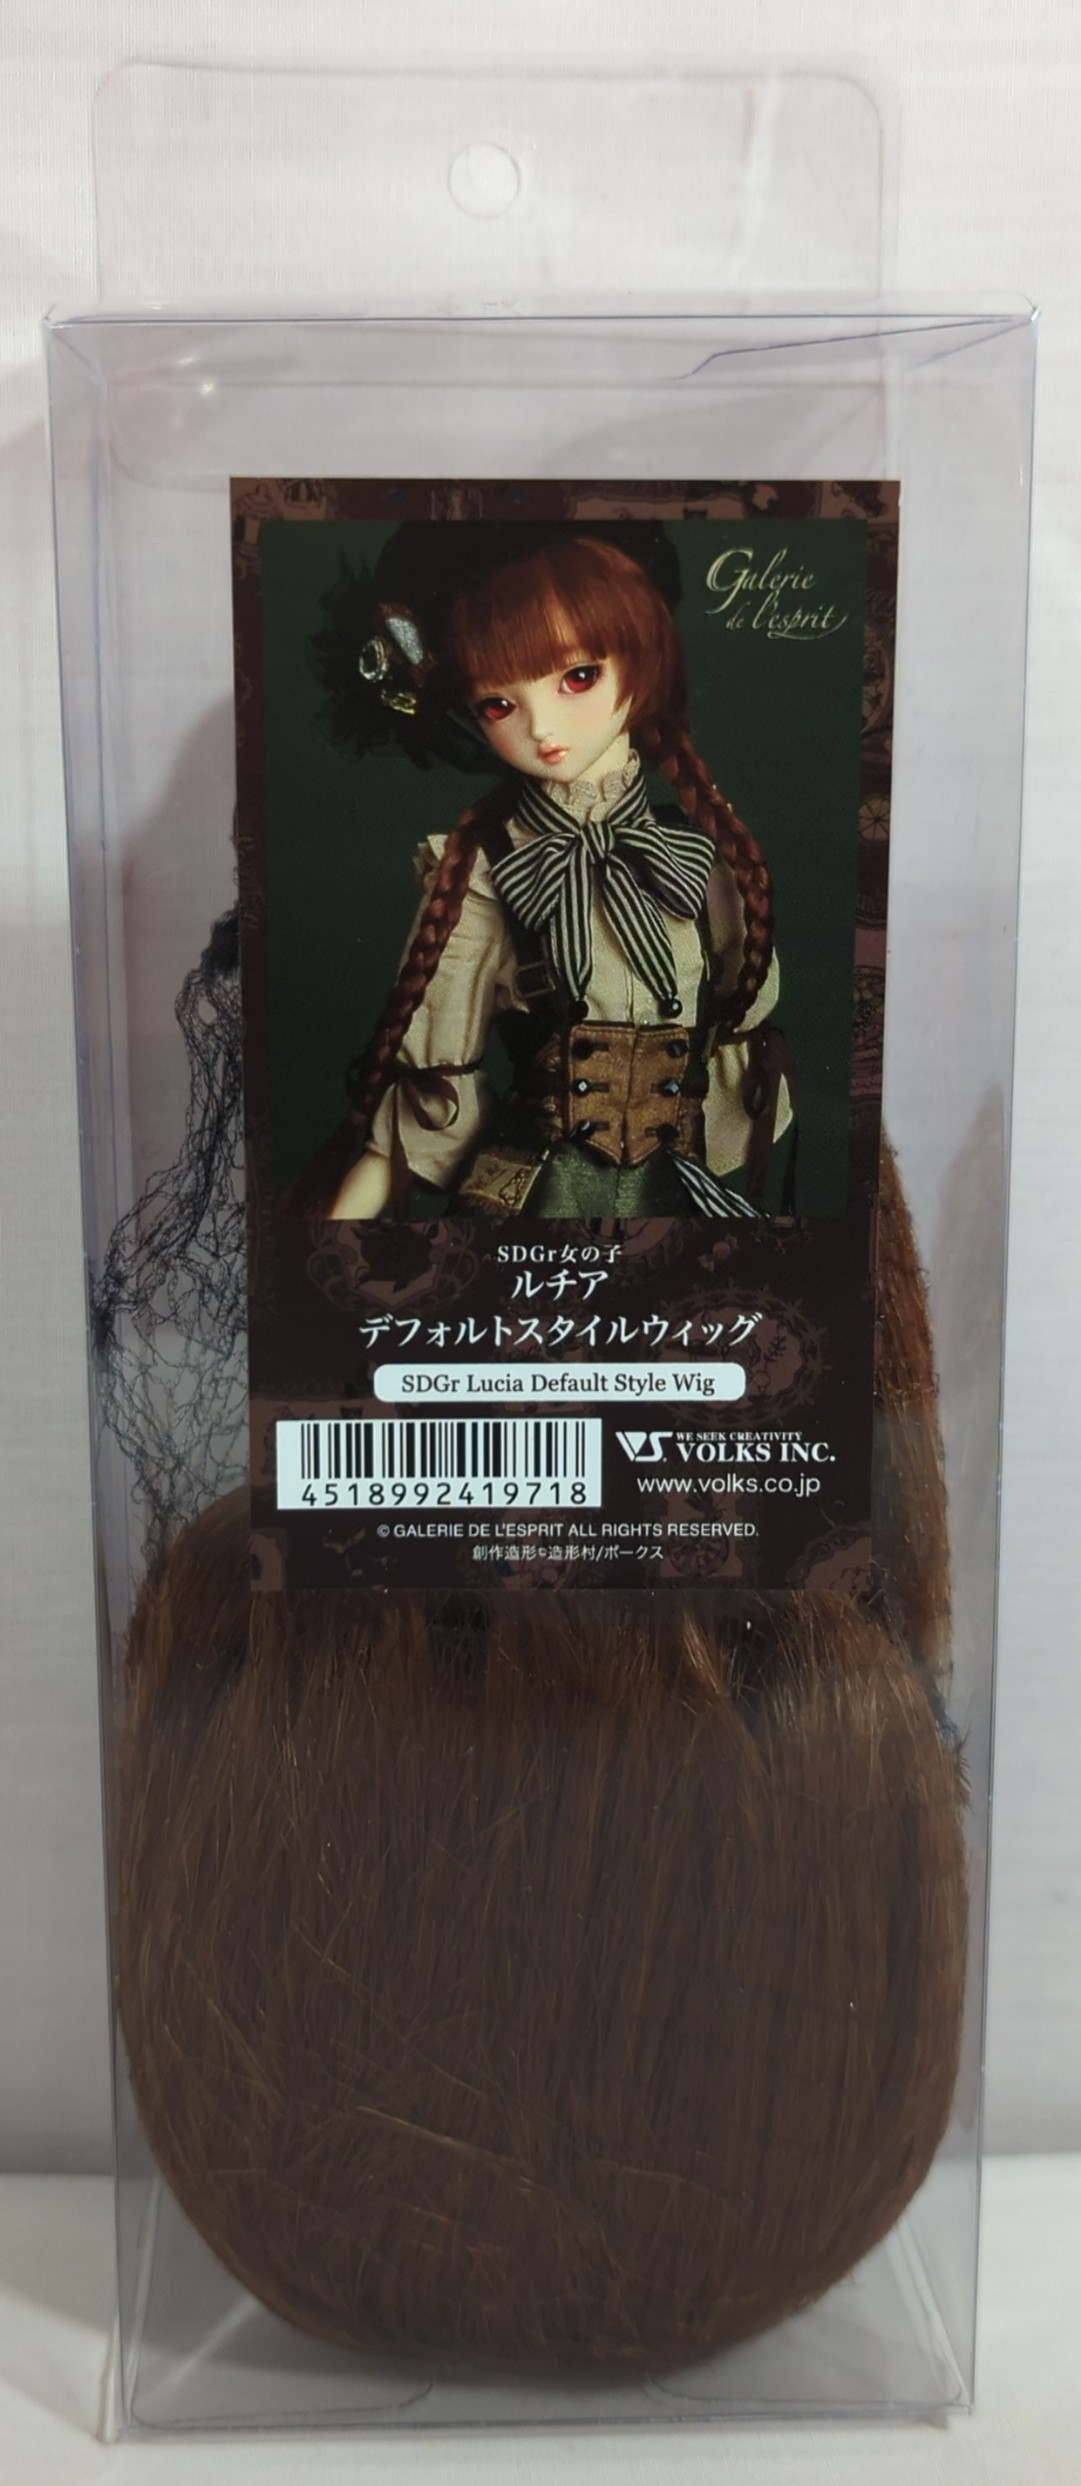 Galerie
de l'esprit
SDGr女の子
ルチア
デフォルトスタイルウィッグ
SDGr Lucia Default Style Wig
4518992419718
VS. WE SEEK CREATIVITY
VOLKS INC.
www.volks.co.jp
© GALERIE DE L'ESPRIT ALL RIGHTS RESERVED.
創作造形©造形村/ボークス